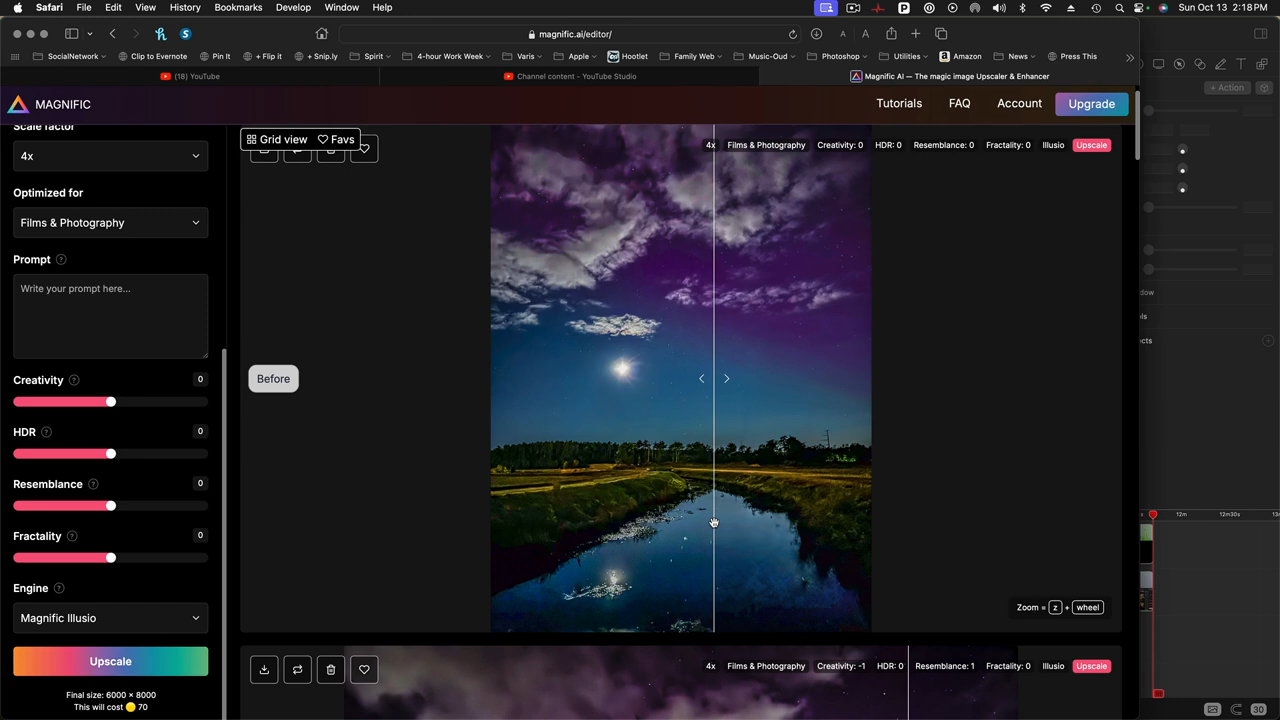 Safari File Edit View History Bookmarks Develop Window Help Sun Oct 13 2:18 PM
magnific.ai/editor/
SocialNetwork Clip to Evernote Pin It + Flip it + Snip.ly Spirit 4-hour Work Week Varis Apple Hootlet Family Web Music-Oud Photoshop Utilities Amazon News Press This
(18) YouTube Channel content - YouTube Studio Magnific AI — The magic image Upscaler & Enhancer
MAGNIFIC Tutorials FAQ Account Upgrade
+ Action
Scale factor
4x
Grid view Favs
4x Films & Photography Creativity: 0 HDR: 0 Resemblance: 0 Fractality: 0 Illusio Upscale
Optimized for
Films & Photography
Prompt
Write your prompt here...
Before
Creativity 0
HDR 0
Resemblance 0
Fractality 0
Engine
Magnific Illusio
Zoom = z + wheel
Upscale
Final size: 6000 × 8000
This will cost 70
4x Films & Photography Creativity: -1 HDR: 0 Resemblance: 1 Fractality: 0 Illusio Upscale
12m 12m30s
30